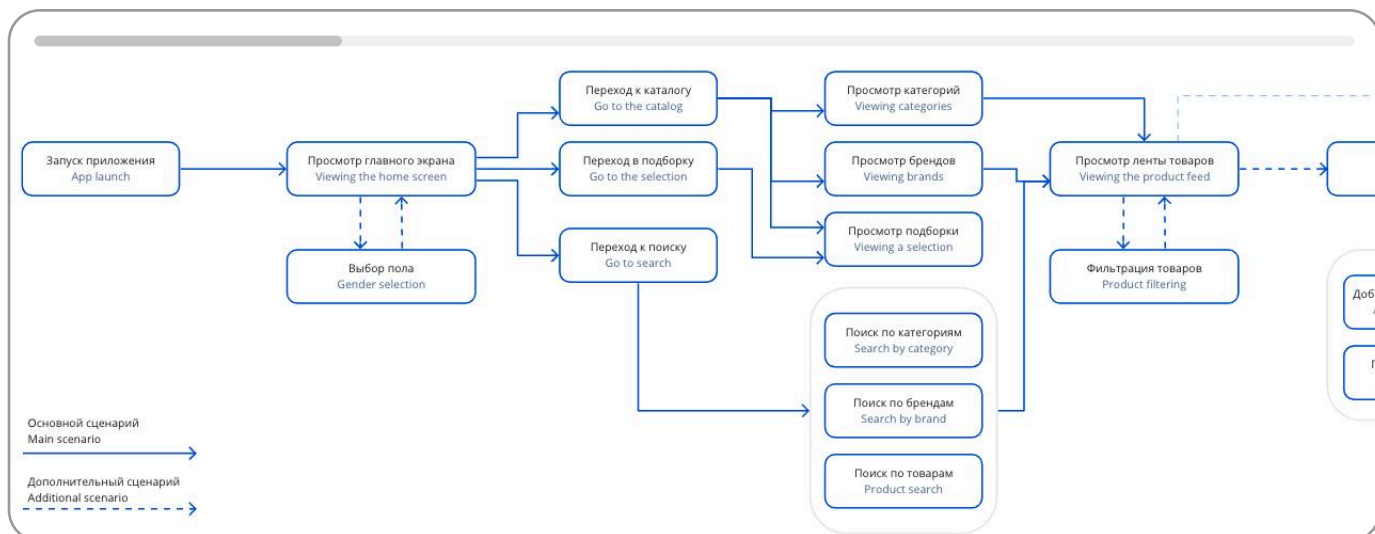 Запуск приложения
App launch
Просмотр главного экрана
Viewing the home screen
Выбор пола
Gender selection
Переход к каталогу
Go to the catalog
Переход в подборку
Go to the selection
Переход к поиску
Go to search
Просмотр категорий
Viewing categories
Просмотр брендов
Viewing brands
Просмотр подборки
Viewing a selection
Поиск по категориям
Search by category
Поиск по брендам
Search by brand
Поиск по товарам
Product search
Просмотр ленты товаров
Viewing the product feed
Фильтрация товаров
Product filtering
Основной сценарий
Main scenario
Дополнительный сценарий
Additional scenario